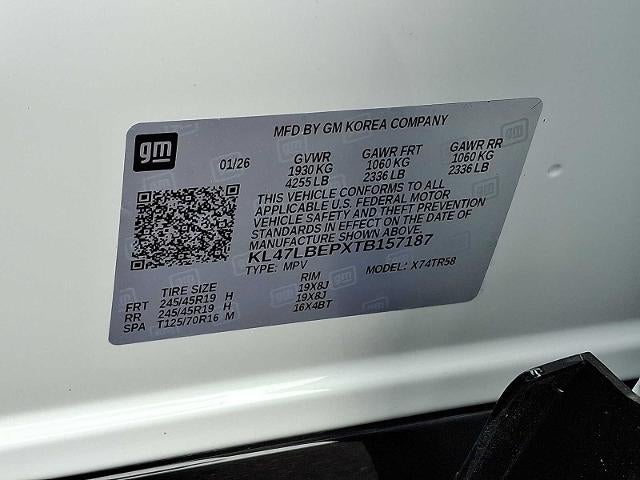 MFD BY GM KOREA COMPANY
gm
01/26
GVWR GAWR FRT GAWR RR
1930 KG 1060 KG 1060 KG
4255 LB 2336 LB 2336 LB
THIS VEHICLE CONFORMS TO ALL
APPLICABLE U.S. FEDERAL MOTOR
VEHICLE SAFETY AND THEFT PREVENTION
STANDARDS IN EFFECT ON THE DATE OF
MANUFACTURE SHOWN ABOVE.
KL47LBEPXTB157187
TYPE: MPV MODEL: X74TR58
TIRE SIZE RIM
FRT 245/45R19 H 19X8J
RR 245/45R19 H 19X8J
SPA T125/70R16 M 16X4BT